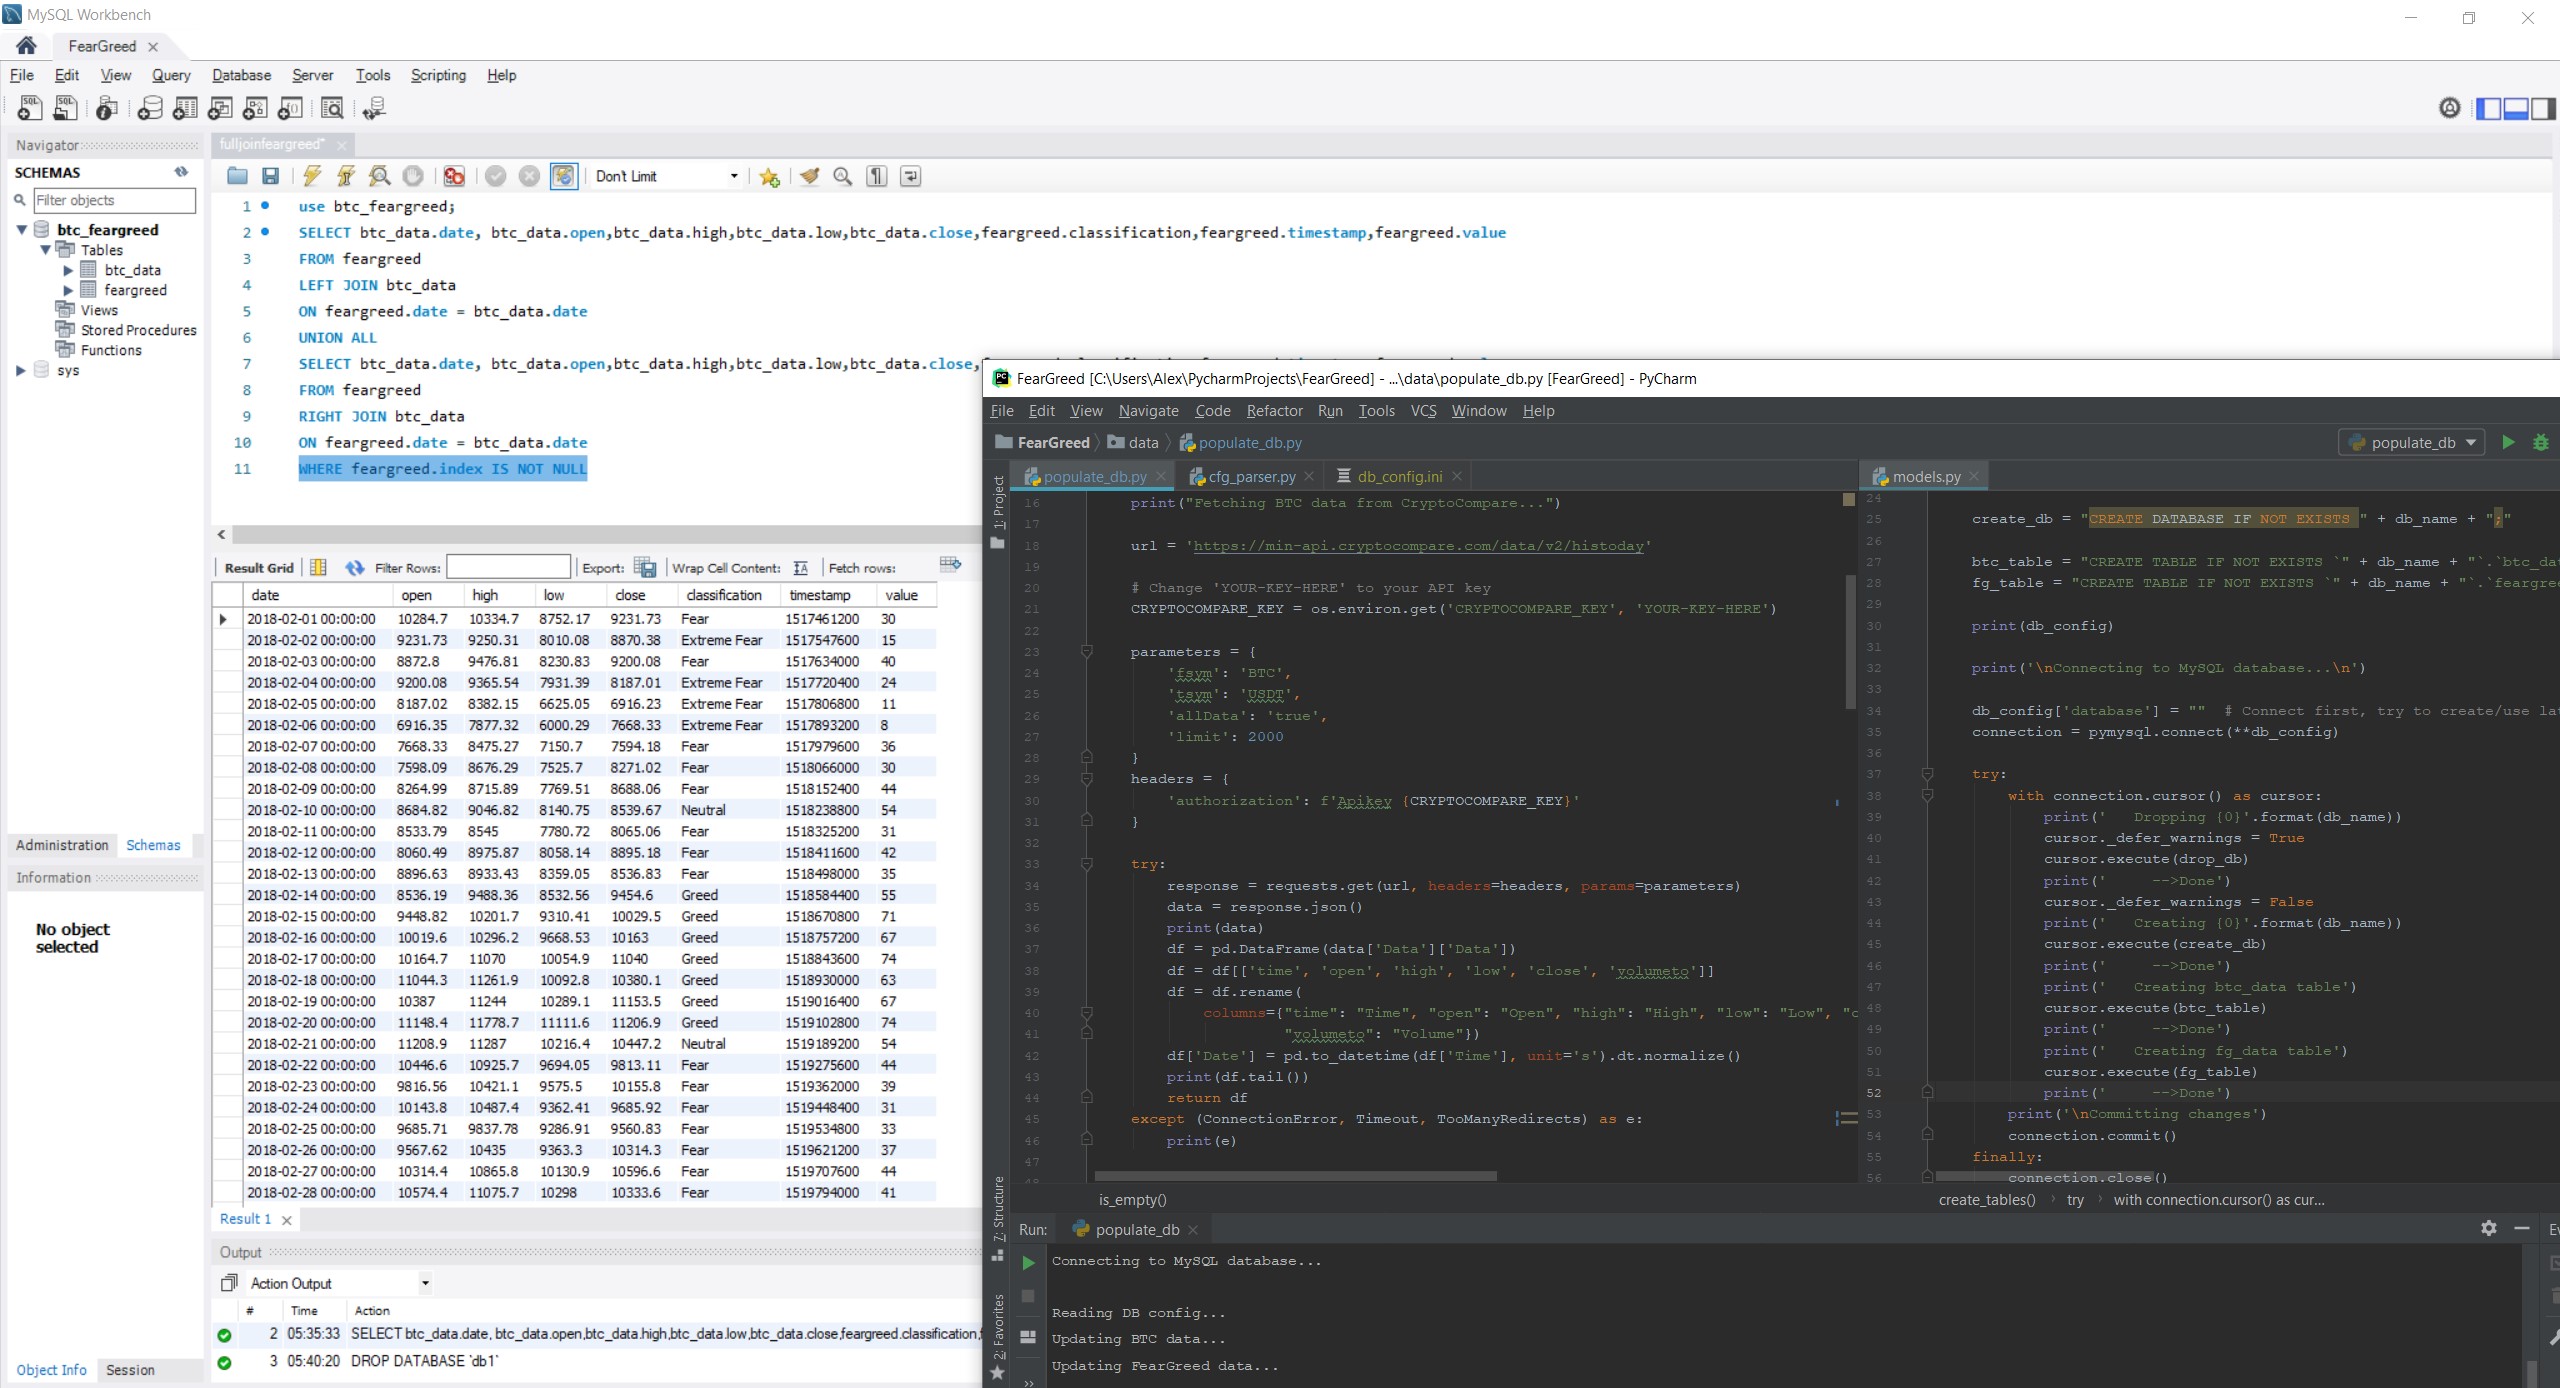 MySQL Workbench
FearGreed
File Edit View Query Database Server Tools Scripting Help
Navigator
SCHEMAS
Filter objects
btc_feargreed
Tables
btc_data
feargreed
Views
Stored Procedures
Functions
sys
Administration Schemas
Information
No object
selected
Object Info Session
fulljoinfeargreed*
Don't Limit
1 use btc_feargreed;
2 SELECT btc_data.date, btc_data.open,btc_data.high,btc_data.low,btc_data.close,feargreed.classification,feargreed.timestamp,feargreed.value
3 FROM feargreed
4 LEFT JOIN btc_data
5 ON feargreed.date = btc_data.date
6 UNION ALL
7 SELECT btc_data.date, btc_data.open,btc_data.high,btc_data.low,btc_data.close,
8 FROM feargreed
9 RIGHT JOIN btc_data
10 ON feargreed.date = btc_data.date
11 WHERE feargreed.index IS NOT NULL
Result Grid Filter Rows: Export: Wrap Cell Content: Fetch rows:
date open high low close classification timestamp value
2018-02-01 00:00:00 10284.7 10334.7 8752.17 9231.73 Fear 1517461200 30
2018-02-02 00:00:00 9231.73 9250.31 8010.08 8870.38 Extreme Fear 1517547600 15
2018-02-03 00:00:00 8872.8 9476.81 8230.83 9200.08 Fear 1517634000 40
2018-02-04 00:00:00 9200.08 9365.54 7931.39 8187.01 Extreme Fear 1517720400 24
2018-02-05 00:00:00 8187.02 8382.15 6625.05 6916.23 Extreme Fear 1517806800 11
2018-02-06 00:00:00 6916.35 7877.32 6000.29 7668.33 Extreme Fear 1517893200 8
2018-02-07 00:00:00 7668.33 8475.27 7150.7 7594.18 Fear 1517979600 36
2018-02-08 00:00:00 7598.09 8676.29 7525.7 8271.02 Fear 1518066000 30
2018-02-09 00:00:00 8264.99 8715.89 7769.51 8688.06 Fear 1518152400 44
2018-02-10 00:00:00 8684.82 9046.82 8140.75 8539.67 Neutral 1518238800 54
2018-02-11 00:00:00 8533.79 8545 7780.72 8065.06 Fear 1518325200 31
2018-02-12 00:00:00 8060.49 8975.87 8058.14 8895.18 Fear 1518411600 42
2018-02-13 00:00:00 8896.63 8933.43 8359.05 8536.83 Fear 1518498000 35
2018-02-14 00:00:00 8536.19 9488.36 8532.56 9454.6 Greed 1518584400 55
2018-02-15 00:00:00 9448.82 10201.7 9310.41 10029.5 Greed 1518670800 71
2018-02-16 00:00:00 10019.6 10296.2 9668.53 10163 Greed 1518757200 67
2018-02-17 00:00:00 10164.7 11070 10054.9 11040 Greed 1518843600 74
2018-02-18 00:00:00 11044.3 11261.9 10092.8 10380.1 Greed 1518930000 63
2018-02-19 00:00:00 10387 11244 10289.1 11153.5 Greed 1519016400 67
2018-02-20 00:00:00 11148.4 11778.7 11111.6 11206.9 Greed 1519102800 74
2018-02-21 00:00:00 11208.9 11287 10216.4 10447.2 Neutral 1519189200 54
2018-02-22 00:00:00 10446.6 10925.7 9694.05 9813.11 Fear 1519275600 44
2018-02-23 00:00:00 9816.56 10421.1 9575.5 10155.8 Fear 1519362000 39
2018-02-24 00:00:00 10143.8 10487.4 9362.41 9685.92 Fear 1519448400 31
2018-02-25 00:00:00 9685.71 9837.78 9286.91 9560.83 Fear 1519534800 33
2018-02-26 00:00:00 9567.62 10435 9363.3 10314.3 Fear 1519621200 37
2018-02-27 00:00:00 10314.4 10865.8 10130.9 10596.6 Fear 1519707600 44
2018-02-28 00:00:00 10574.4 11075.7 10298 10333.6 Fear 1519794000 41
Result 1
Output
Action Output
# Time Action
2 05:35:33 SELECT btc_data.date, btc_data.open,btc_data.high,btc_data.low,btc_data.close,feargreed.classification,
3 05:40:20 DROP DATABASE `db1`
PC FearGreed [C:\Users\Alex\PycharmProjects\FearGreed] - ...\data\populate_db.py [FearGreed] - PyCharm
File Edit View Navigate Code Refactor Run Tools VCS Window Help
FearGreed data populate_db.py
populate_db
1: Project
7: Structure
2: Favorites
populate_db.py cfg_parser.py db_config.ini
16 print("Fetching BTC data from CryptoCompare...")
17
18 url = 'https://min-api.cryptocompare.com/data/v2/histoday'
19
20 # Change 'YOUR-KEY-HERE' to your API key
21 CRYPTOCOMPARE_KEY = os.environ.get('CRYPTOCOMPARE_KEY', 'YOUR-KEY-HERE')
22
23 parameters = {
24 'fsym': 'BTC',
25 'tsym': 'USDT',
26 'allData': 'true',
27 'limit': 2000
28 }
29 headers = {
30 'authorization': f'Apikey {CRYPTOCOMPARE_KEY}'
31 }
32
33 try:
34 response = requests.get(url, headers=headers, params=parameters)
35 data = response.json()
36 print(data)
37 df = pd.DataFrame(data['Data']['Data'])
38 df = df[['time', 'open', 'high', 'low', 'close', 'volumeto']]
39 df = df.rename(
40 columns={"time": "Time", "open": "Open", "high": "High", "low": "Low", "c
41 "volumeto": "Volume"})
42 df['Date'] = pd.to_datetime(df['Time'], unit='s').dt.normalize()
43 print(df.tail())
44 return df
45 except (ConnectionError, Timeout, TooManyRedirects) as e:
46 print(e)
47
48
is_empty()
models.py
24
25 create_db = "CREATE DATABASE IF NOT EXISTS " + db_name + ";"
26
27 btc_table = "CREATE TABLE IF NOT EXISTS `" + db_name + "`.`btc_da
28 fg_table = "CREATE TABLE IF NOT EXISTS `" + db_name + "`.`feargree
29
30 print(db_config)
31
32 print('\nConnecting to MySQL database...\n')
33
34 db_config['database'] = "" # Connect first, try to create/use la
35 connection = pymysql.connect(**db_config)
36
37 try:
38 with connection.cursor() as cursor:
39 print(' Dropping {0}'.format(db_name))
40 cursor._defer_warnings = True
41 cursor.execute(drop_db)
42 print(' -->Done')
43 cursor._defer_warnings = False
44 print(' Creating {0}'.format(db_name))
45 cursor.execute(create_db)
46 print(' -->Done')
47 print(' Creating btc_data table')
48 cursor.execute(btc_table)
49 print(' -->Done')
50 print(' Creating fg_data table')
51 cursor.execute(fg_table)
52 print(' -->Done')
53 print('\nCommitting changes')
54 connection.commit()
55 finally:
56 connection.close()
create_tables() try with connection.cursor() as cur...
Run: populate_db
Ev
Connecting to MySQL database...
Reading DB config...
Updating BTC data...
Updating FearGreed data...